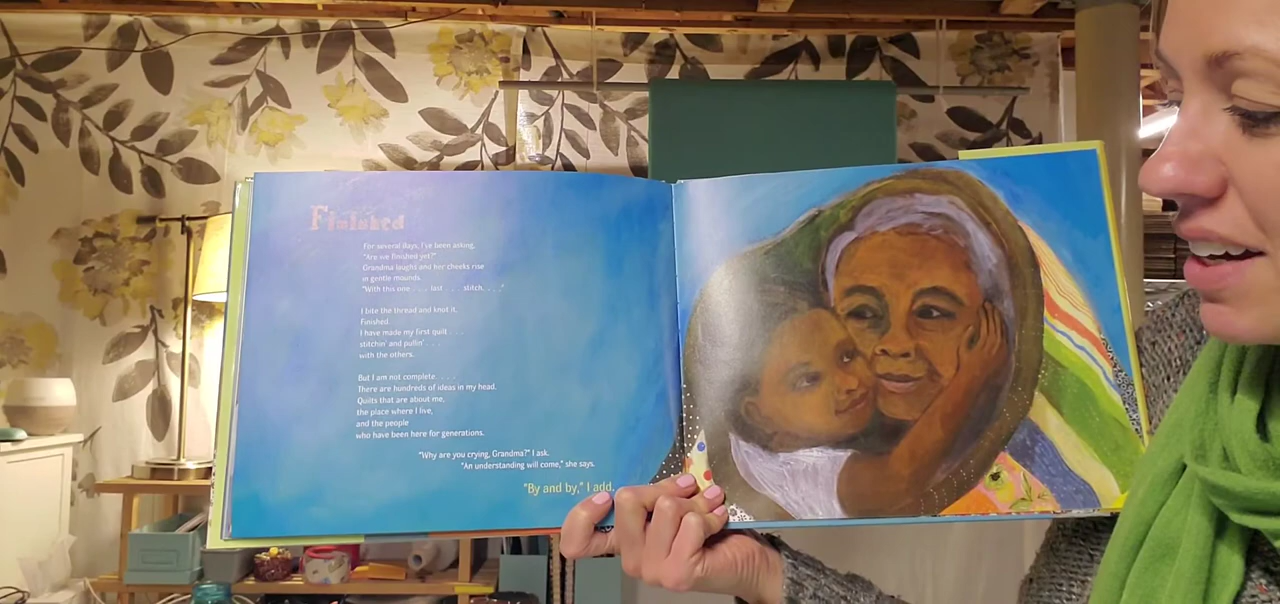 Finished
For several days, I've been asking,
"Are we finished yet?"
Grandma laughs and her cheeks rise
in gentle mounds.
"With this one . . . last . . . stitch. . . ."
I bite the thread and knot it.
Finished.
I have made my first quilt . . .
stitchin' and pullin' . . .
with the others.
But I am not complete. . . .
There are hundreds of ideas in my head.
Quilts that are about me,
the place where I live,
and the people
who have been here for generations.
"Why are you crying, Grandma?" I ask.
"An understanding will come," she says.
"By and by," I add.